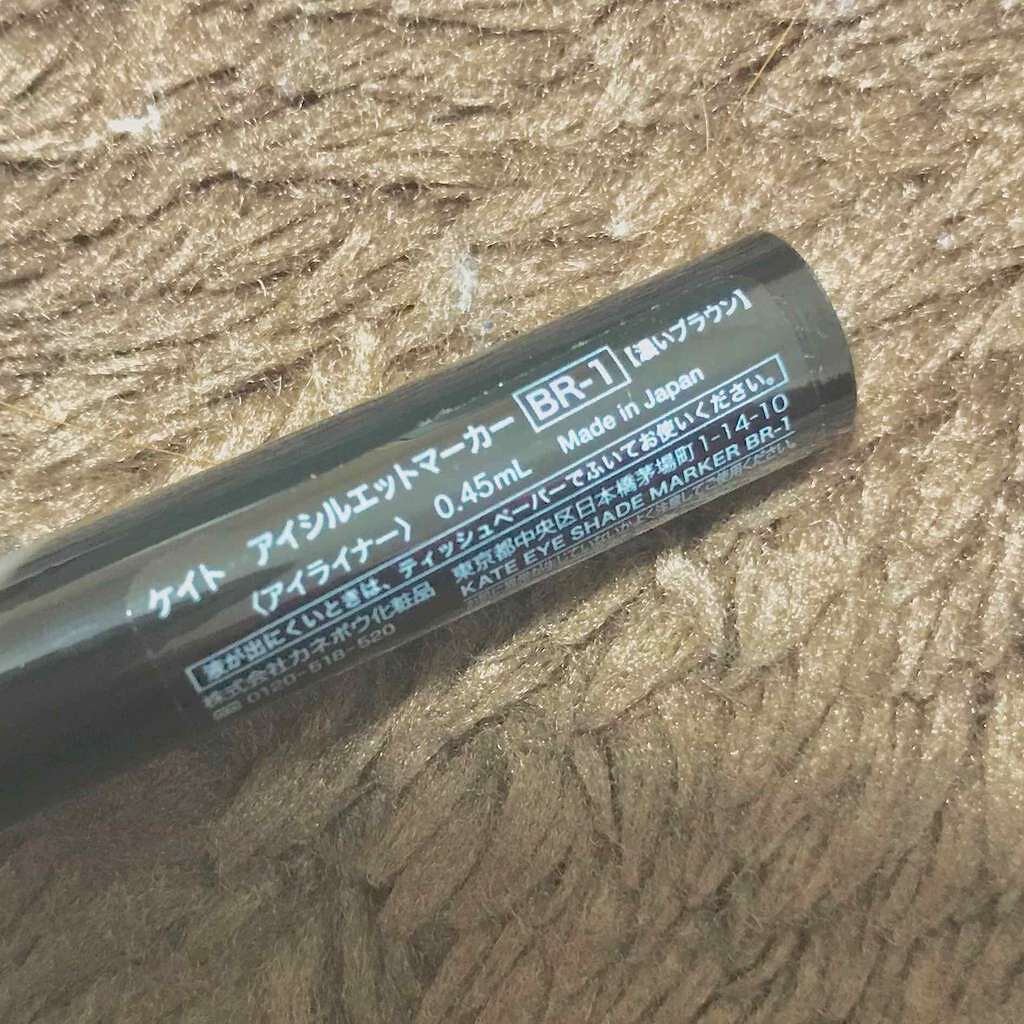 ケイト アイシルエットマーカー BR-1 【濃いブラウン】
〈アイライナー〉 0.45mL Made in Japan
液が出にくいときは、ティッシュペーパーでふいてお使いください。
株式会社カネボウ化粧品 東京都中央区日本橋茅場町1-14-10
0120-518-520 KATE EYE SHADE MARKER BR-1